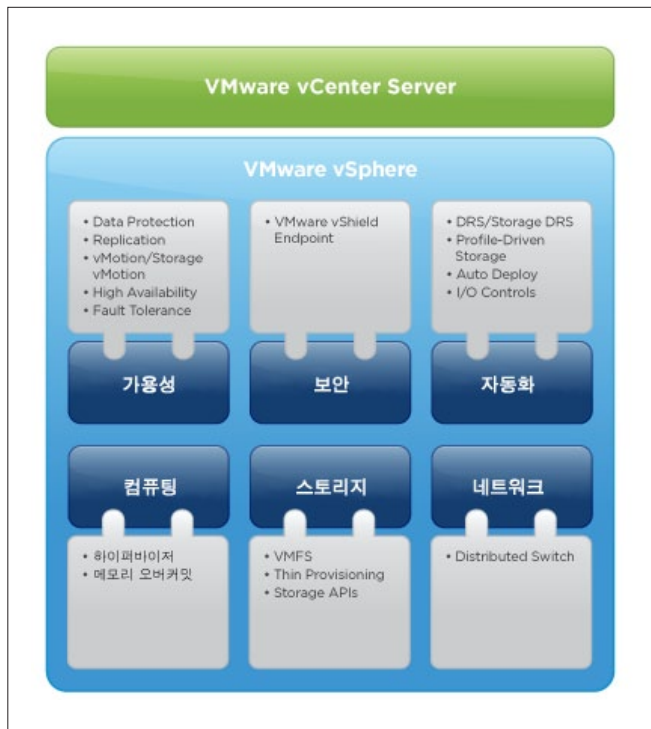 VMware vCenter Server
VMware vSphere
• Data Protection
• Replication
• vMotion/Storage
vMotion
• High Availability
• Fault Tolerance
가용성
• VMware vShield
Endpoint
보안
• DRS/Storage DRS
• Profile-Driven
Storage
• Auto Deploy
• I/O Controls
자동화
컴퓨팅
• 하이퍼바이저
• 메모리 오버커밋
스토리지
• VMFS
• Thin Provisioning
• Storage APIs
네트워크
• Distributed Switch